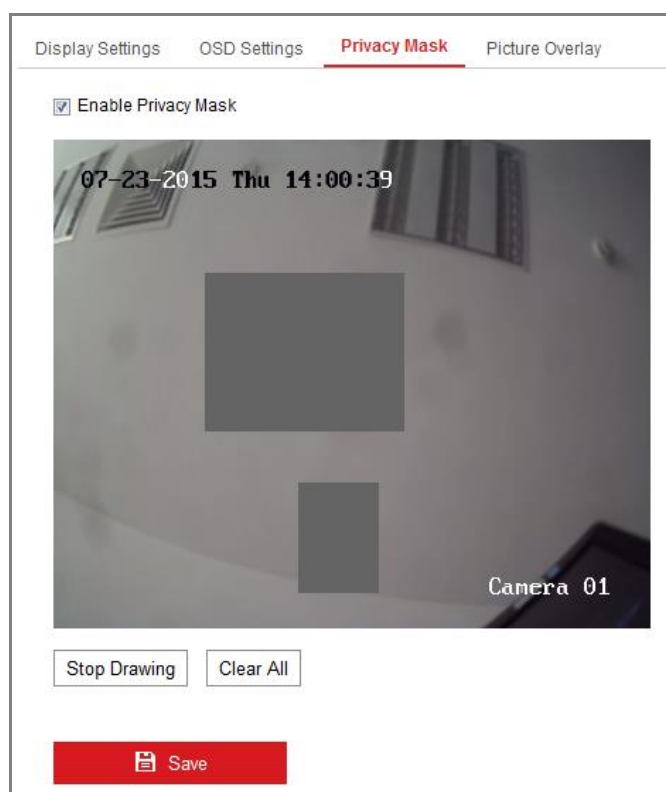 Display Settings OSD Settings Privacy Mask Picture Overlay
Enable Privacy Mask
07-23-2015 Thu 14:00:39
Camera 01
Stop Drawing Clear All
Save